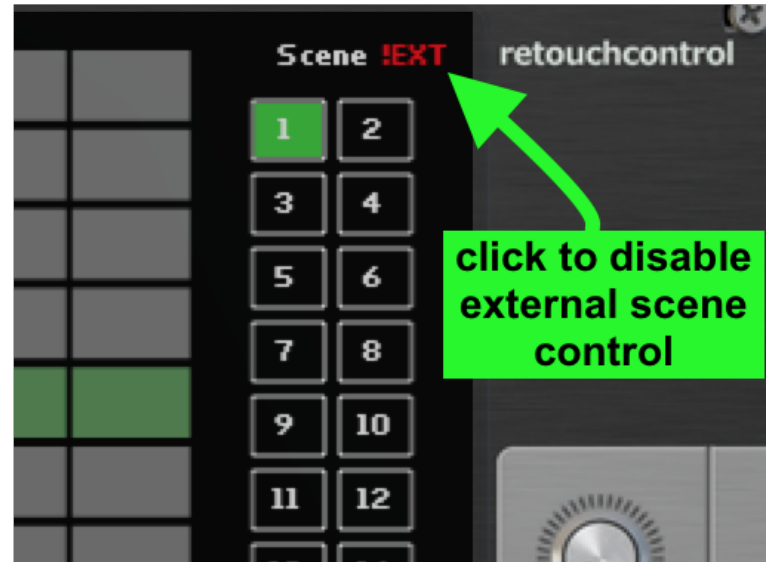 Scene !EXT
retouchcontrol
1 2
3 4
click to disable
external scene
control
5 6
7 8
9 10
11 12